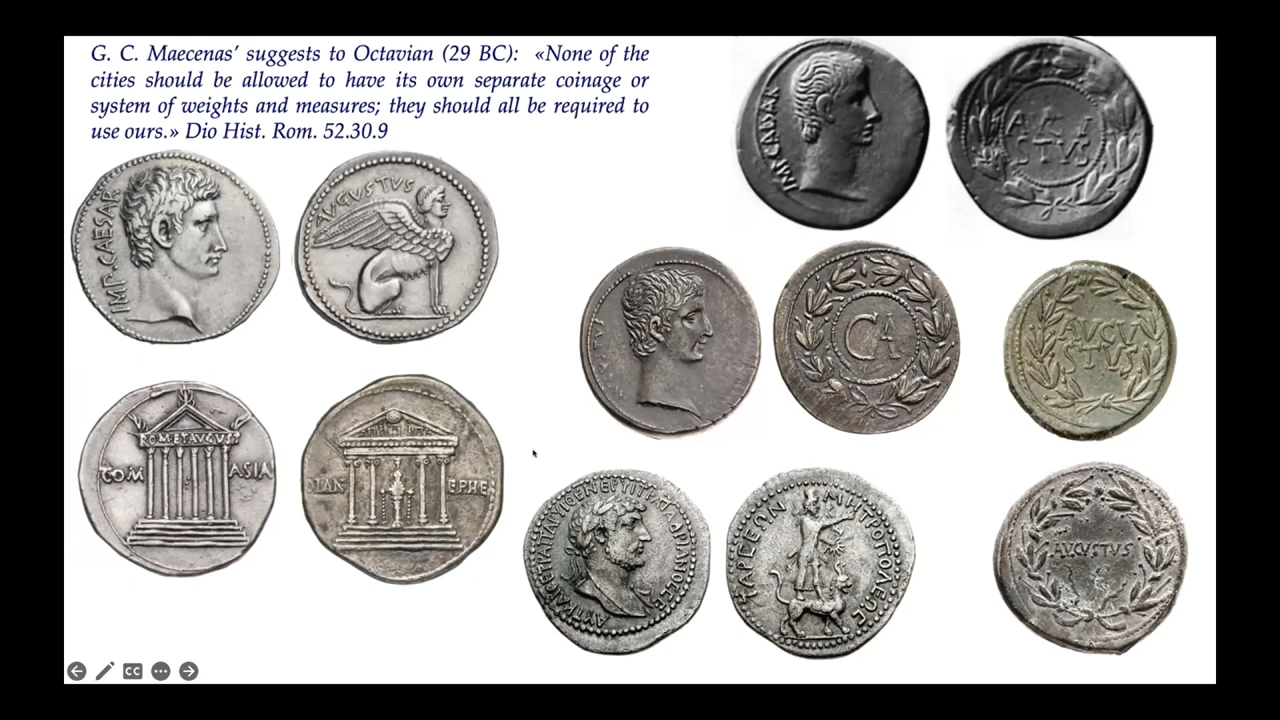 G. C. Maecenas’ suggests to Octavian (29 BC): «None of the
cities should be allowed to have its own separate coinage or
system of weights and measures; they should all be required to
use ours.» Dio Hist. Rom. 52.30.9
IMP·CAESAR
AVGVSTVS
IMP·CAESAR
STVS
CA
AVGV
STVS
COM
ROM·ET·AVGVST
ASIA
DIAN
EPHE
ΤΑΡΣΕΩΝ ΜΗΤΡΟΠΟΛΕΩΣ
AVGVSTVS
CC